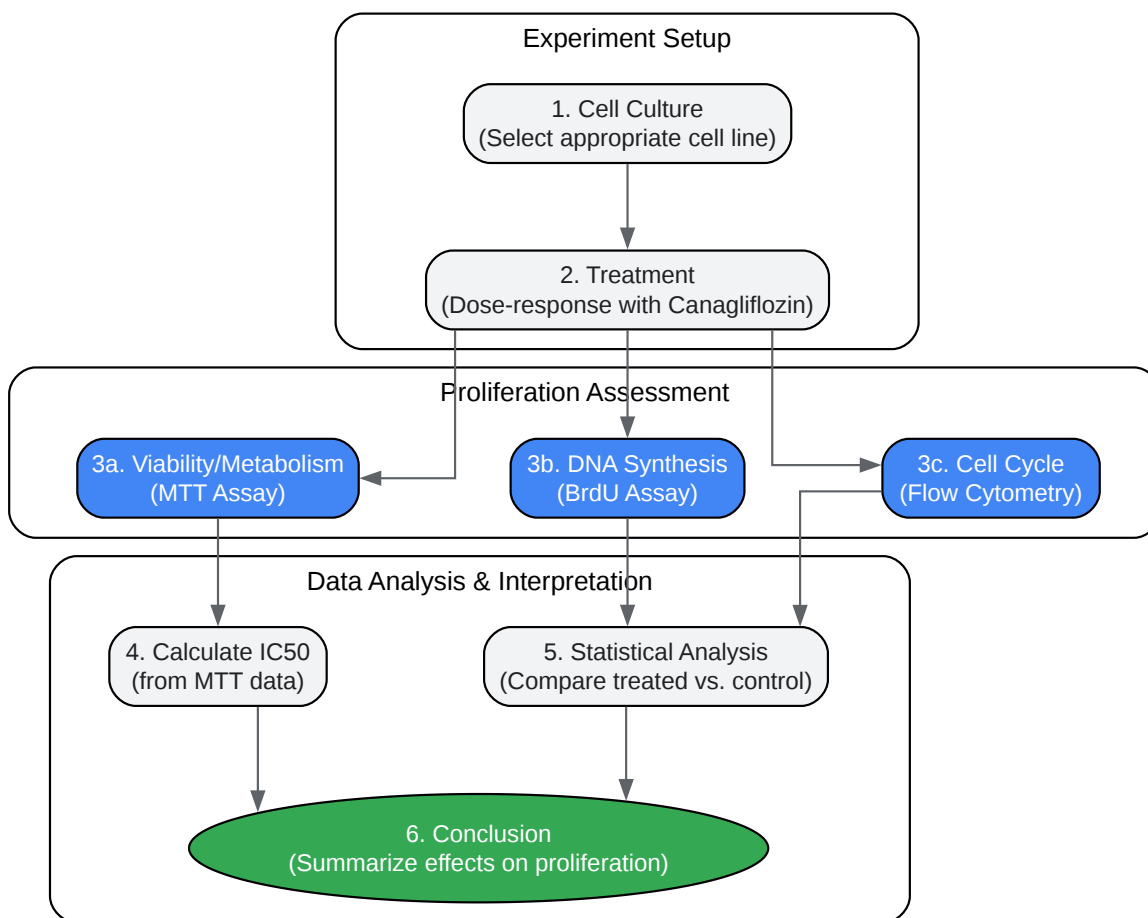 Experiment Setup
1. Cell Culture
(Select appropriate cell line)
2. Treatment
(Dose-response with Canagliflozin)
Proliferation Assessment
3a. Viability/Metabolism
(MTT Assay)
3b. DNA Synthesis
(BrdU Assay)
3c. Cell Cycle
(Flow Cytometry)
Data Analysis & Interpretation
4. Calculate IC50
(from MTT data)
5. Statistical Analysis
(Compare treated vs. control)
6. Conclusion
(Summarize effects on proliferation)